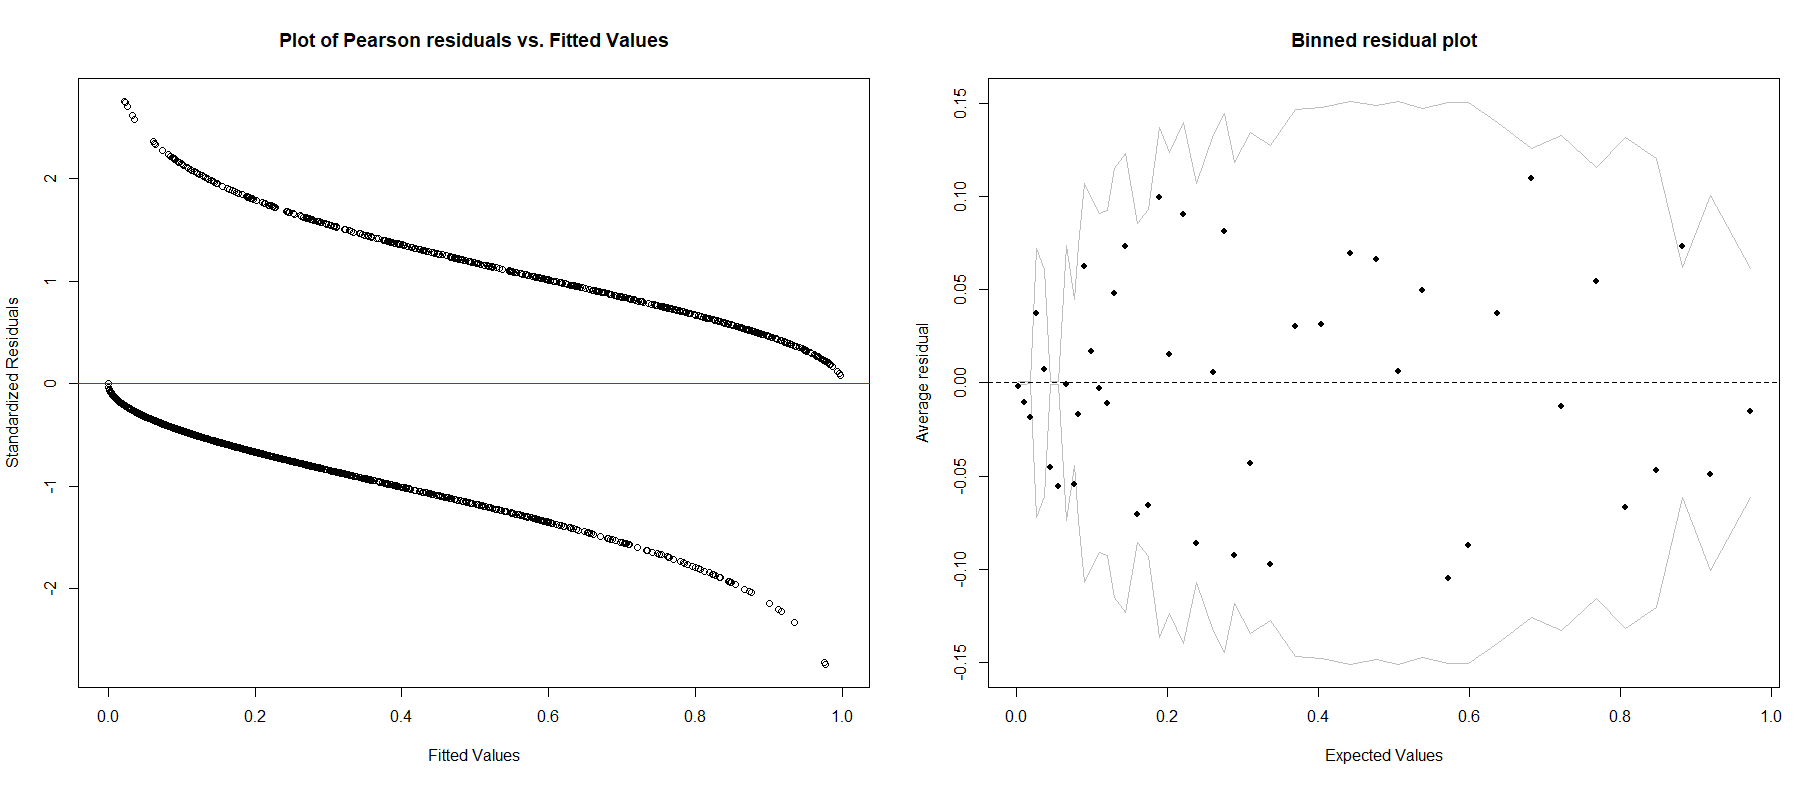 Plot of Pearson residuals vs. Fitted Values
Standardized Residuals
2
1
0
-1
-2
0.0 0.2 0.4 0.6 0.8 1.0
Fitted Values
Binned residual plot
Average residual
0.15
0.10
0.05
0.00
-0.05
-0.10
-0.15
0.0 0.2 0.4 0.6 0.8 1.0
Expected Values